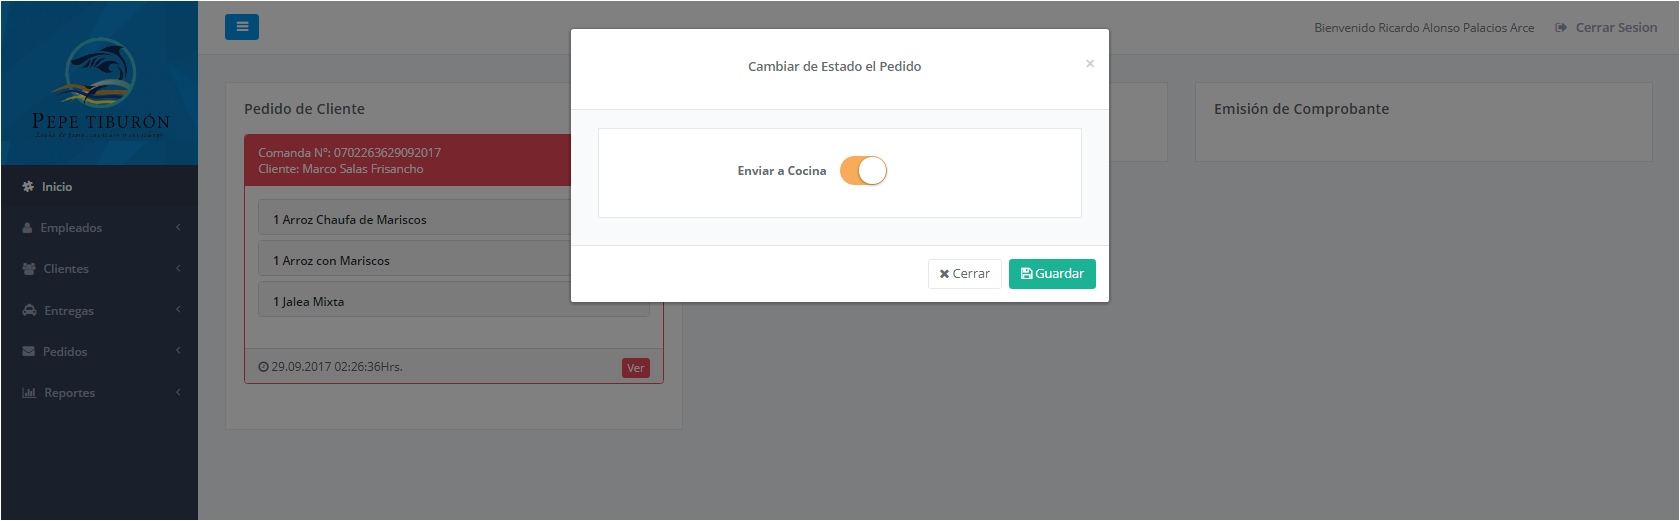 PEPE TIBURÓN
Inicio
Empleados
Clientes
Entregas
Pedidos
Reportes
Bienvenido Ricardo Alonso Palacios Arce
Cerrar Sesion
Pedido de Cliente
Comanda Nº: 0702263629092017
Cliente: Marco Salas Frisancho
1 Arroz Chaufa de Mariscos
1 Arroz con Mariscos
1 Jalea Mixta
29.09.2017 02:26:36Hrs.
Ver
Cambiar de Estado el Pedido
×
Enviar a Cocina
Cerrar
Guardar
Emisión de Comprobante